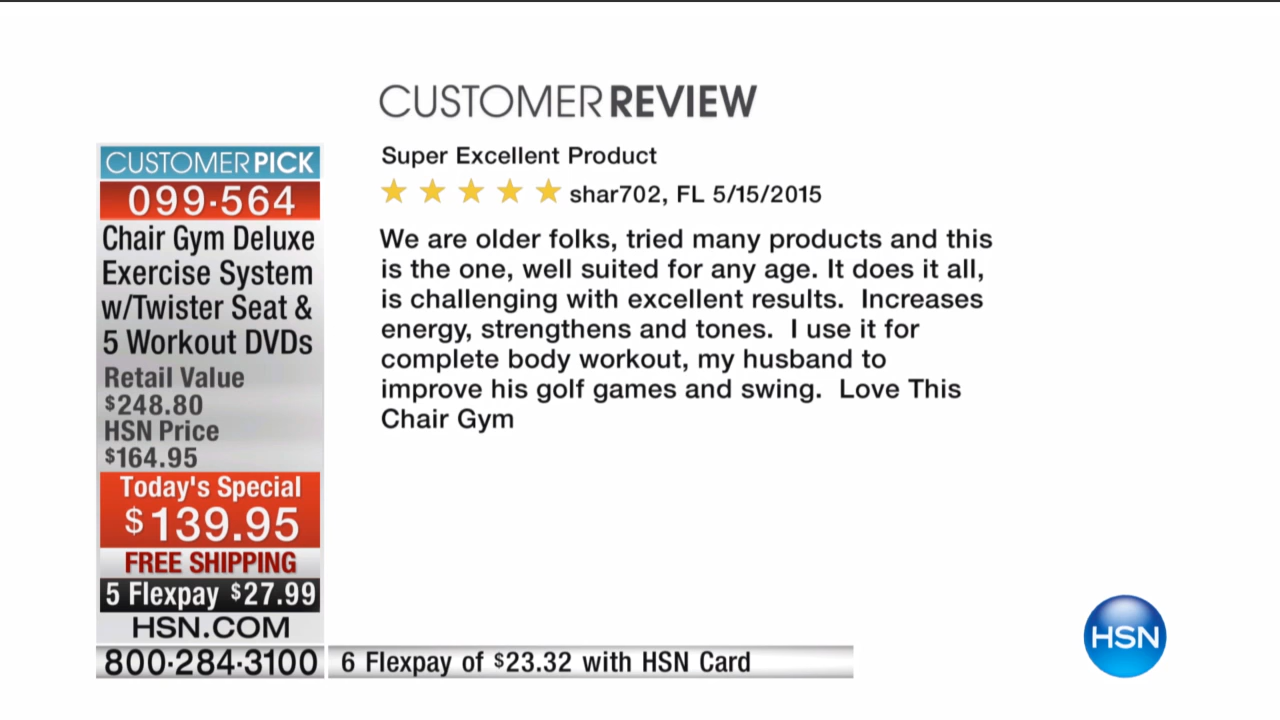 CUSTOMER REVIEW
Super Excellent Product
shar702, FL 5/15/2015
We are older folks, tried many products and this
is the one, well suited for any age. It does it all,
is challenging with excellent results.  Increases
energy, strengthens and tones.  I use it for
complete body workout, my husband to
improve his golf games and swing.  Love This
Chair Gym
CUSTOMER PICK
099·564
Chair Gym Deluxe
Exercise System
w/Twister Seat &
5 Workout DVDs
Retail Value
$248.80
HSN Price
$164.95
Today's Special
$139.95
FREE SHIPPING
5 Flexpay $27.99
HSN.COM
800·284·3100
6 Flexpay of $23.32 with HSN Card
HSN